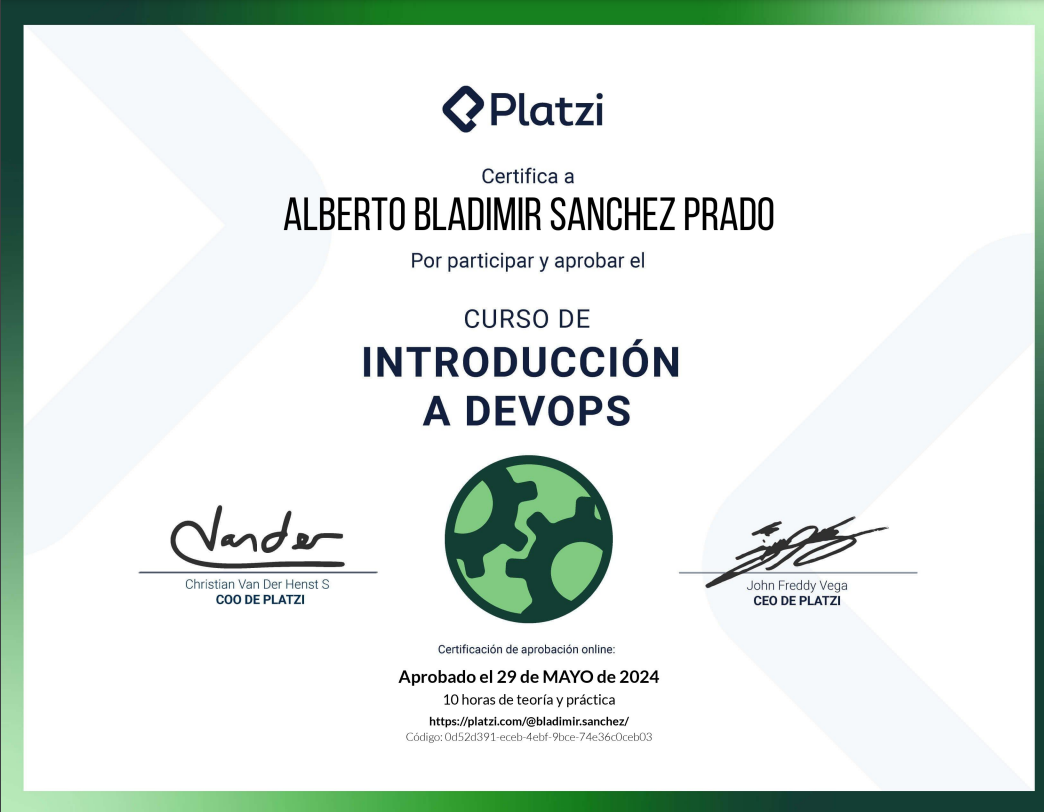 Platzi
Certifica a
ALBERTO BLADIMIR SANCHEZ PRADO
Por participar y aprobar el
CURSO DE
INTRODUCCIÓN
A DEVOPS
Vander
Christian Van Der Henst S
COO DE PLATZI
John Freddy Vega
CEO DE PLATZI
Certificación de aprobación online:
Aprobado el 29 de MAYO de 2024
10 horas de teoría y práctica
https://platzi.com/@bladimir.sanchez/
Código: 0d52d391-eceb-4ebf-9bce-74e36c0ceb03